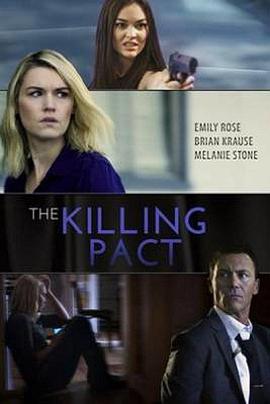 EMILY ROSE
BRIAN KRAUSE
MELANIE STONE
THE KILLING
PACT